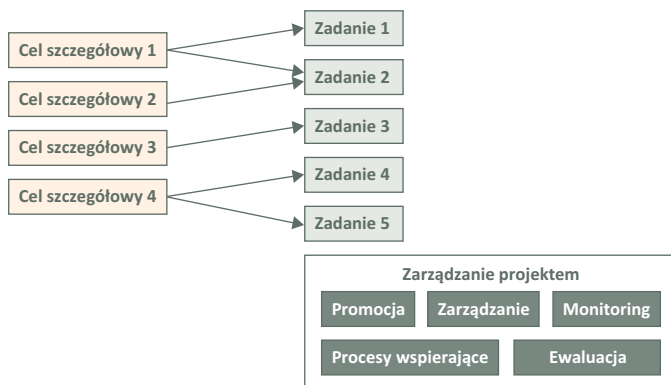 Cel szczegółowy 1
Cel szczegółowy 2
Cel szczegółowy 3
Cel szczegółowy 4
Zadanie 1
Zadanie 2
Zadanie 3
Zadanie 4
Zadanie 5
Zarządzanie projektem
Promocja
Zarządzanie
Monitoring
Procesy wspierające
Ewaluacja